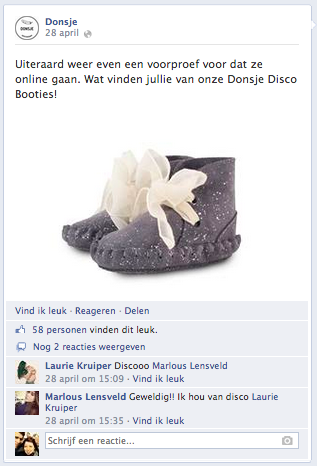 DONSJE
Donsje
28 april
Uiteraard weer even een voorproef voor dat ze
online gaan. Wat vinden jullie van onze Donsje Disco
Booties!
Vind ik leuk · Reageren · Delen
58 personen vinden dit leuk.
Nog 2 reacties weergeven
Laurie Kruiper Discooo Marlous Lensveld
28 april om 15:09 · Vind ik leuk
Marlous Lensveld Geweldig!! Ik hou van disco Laurie
Kruiper
28 april om 15:35 · Vind ik leuk
Schrijf een reactie...